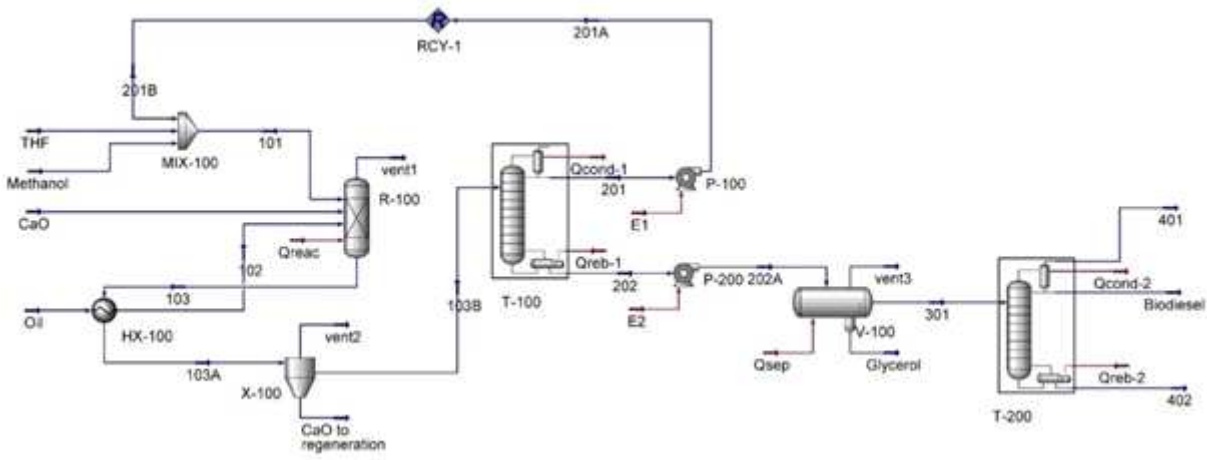 R
RCY-1
201A
201B
THF
MIX-100
101
Methanol
vent1
R-100
CaO
Qreac
102
103
Oil
HX-100
103A
vent2
X-100
CaO to
regeneration
103B
T-100
Qcond-1
201
P-100
E1
Qreb-1
202
P-200
202A
E2
vent3
V-100
301
Qsep
Glycerol
401
Qcond-2
Biodiesel
Qreb-2
402
T-200